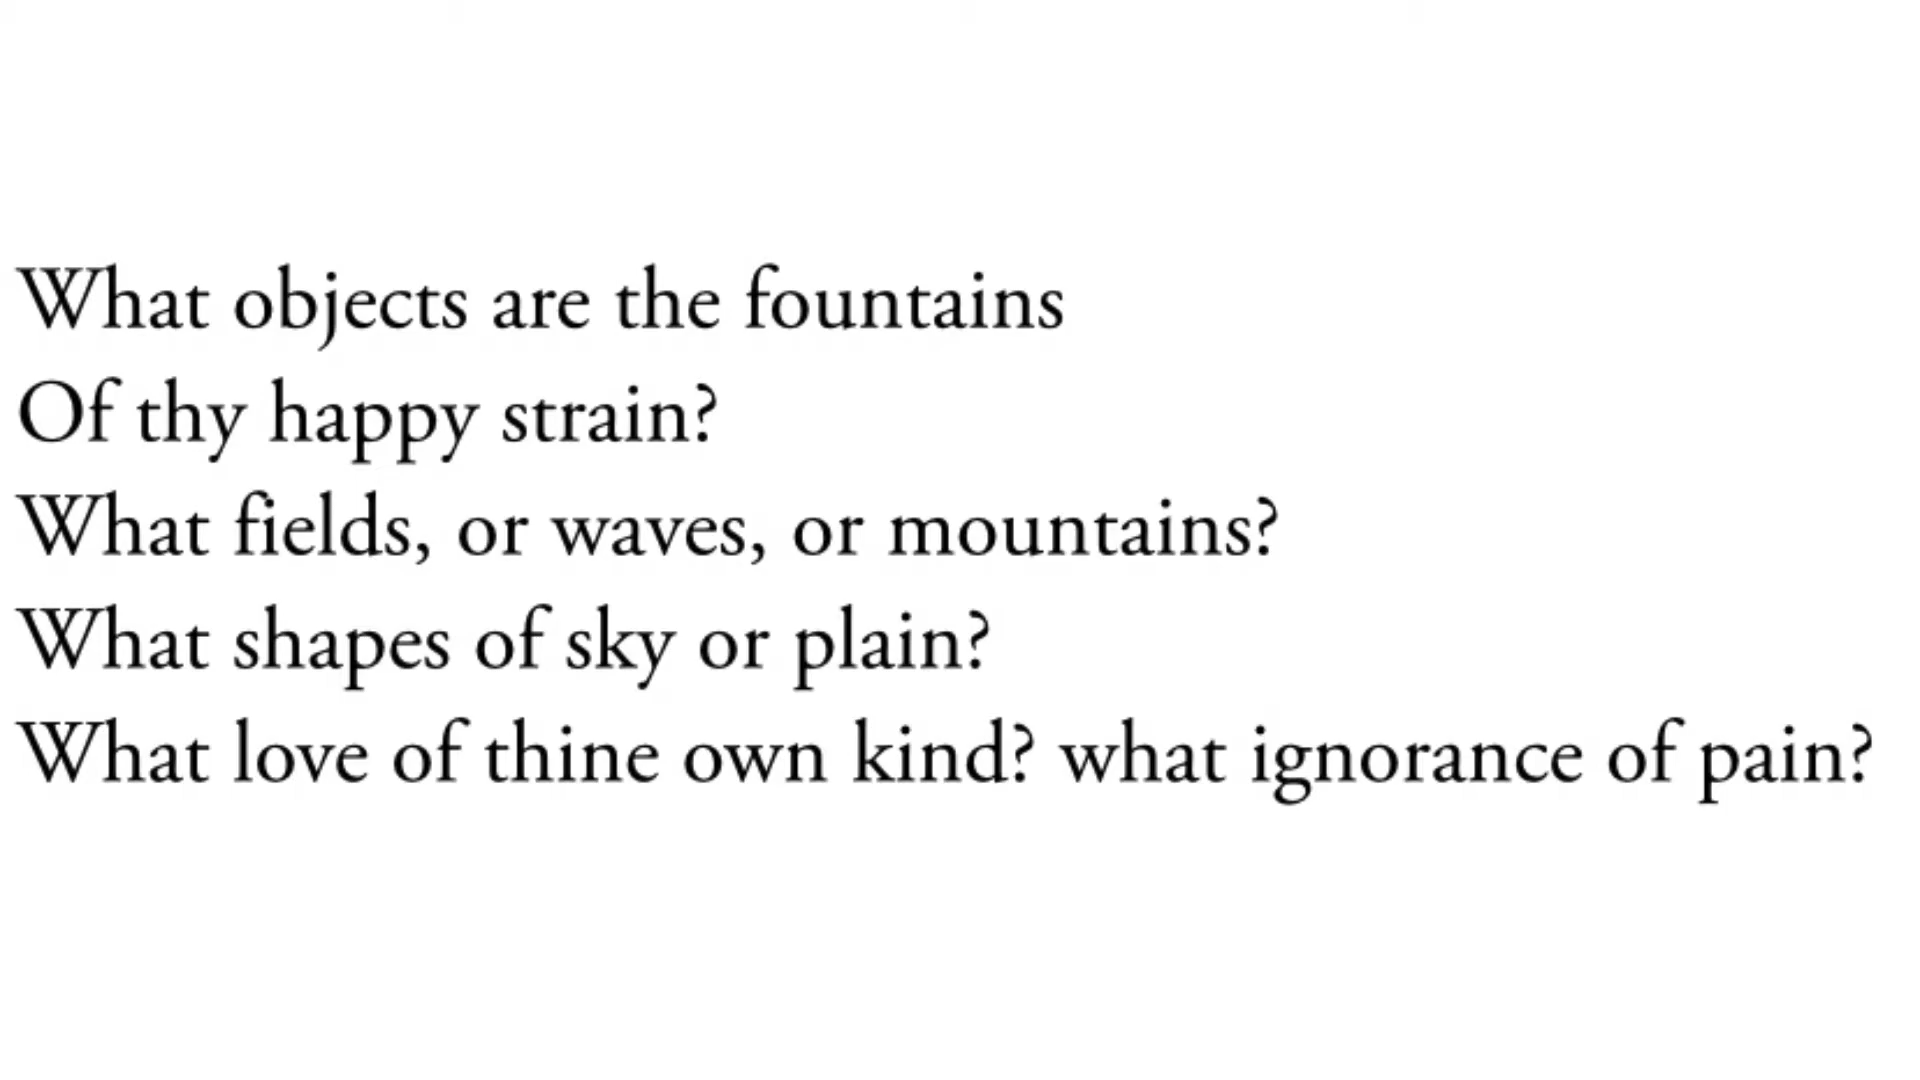 What objects are the fountains
Of thy happy strain?
What fields, or waves, or mountains?
What shapes of sky or plain?
What love of thine own kind? what ignorance of pain?